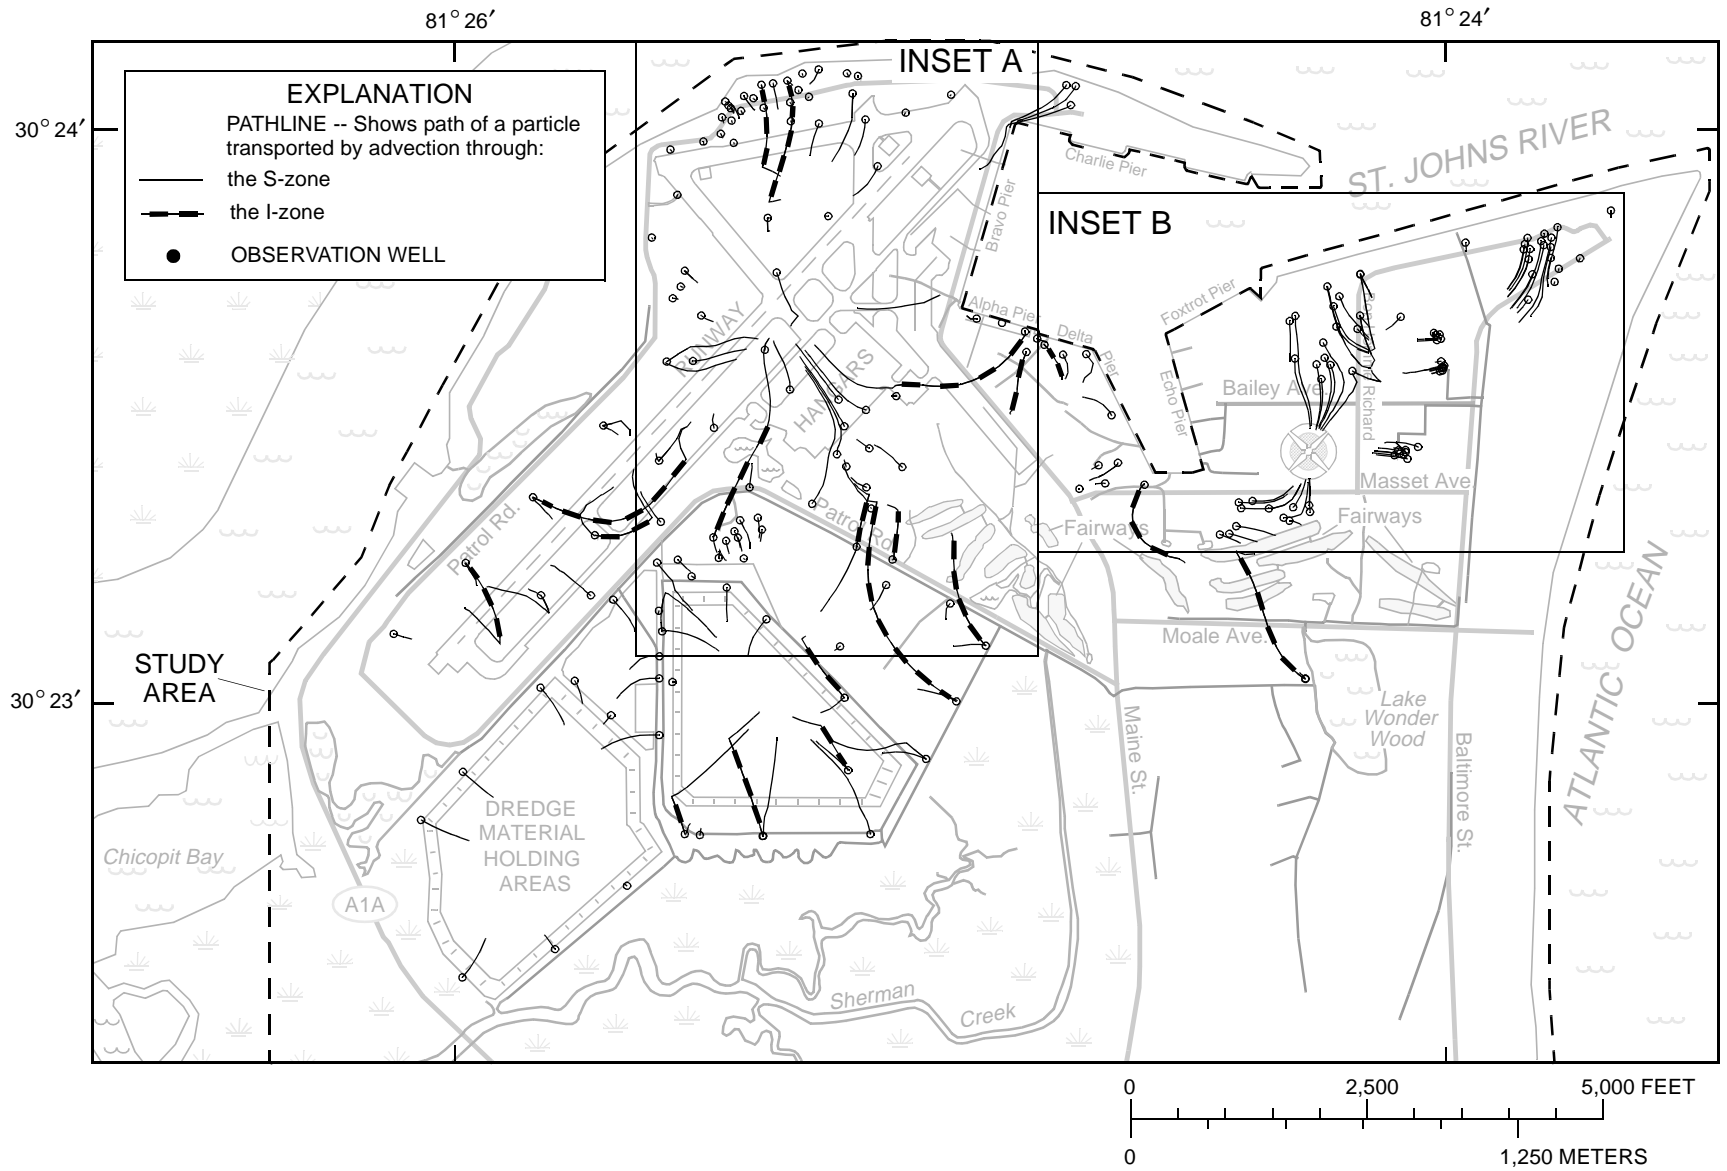 81° 26′
81° 24′
30° 24′
30° 23′
EXPLANATION
PATHLINE -- Shows path of a particle
transported by advection through:
the S-zone
the I-zone
OBSERVATION WELL
INSET A
INSET B
ST. JOHNS RIVER
Charlie Pier
Bravo Pier
Alpha Pier
Delta
Pier
Foxtrot Pier
Echo Pier
Bailey Ave.
Richard
Masset Ave.
Fairways
Fairways
RUNWAY
HANGARS
Patrol Rd.
Patrol Rd.
Moale Ave.
STUDY
AREA
Lake
Wonder
Wood
Maine St.
Baltimore St.
ATLANTIC OCEAN
DREDGE
MATERIAL
HOLDING
AREAS
Chicopit Bay
A1A
Sherman
Creek
0 2,500 5,000 FEET
0 1,250 METERS